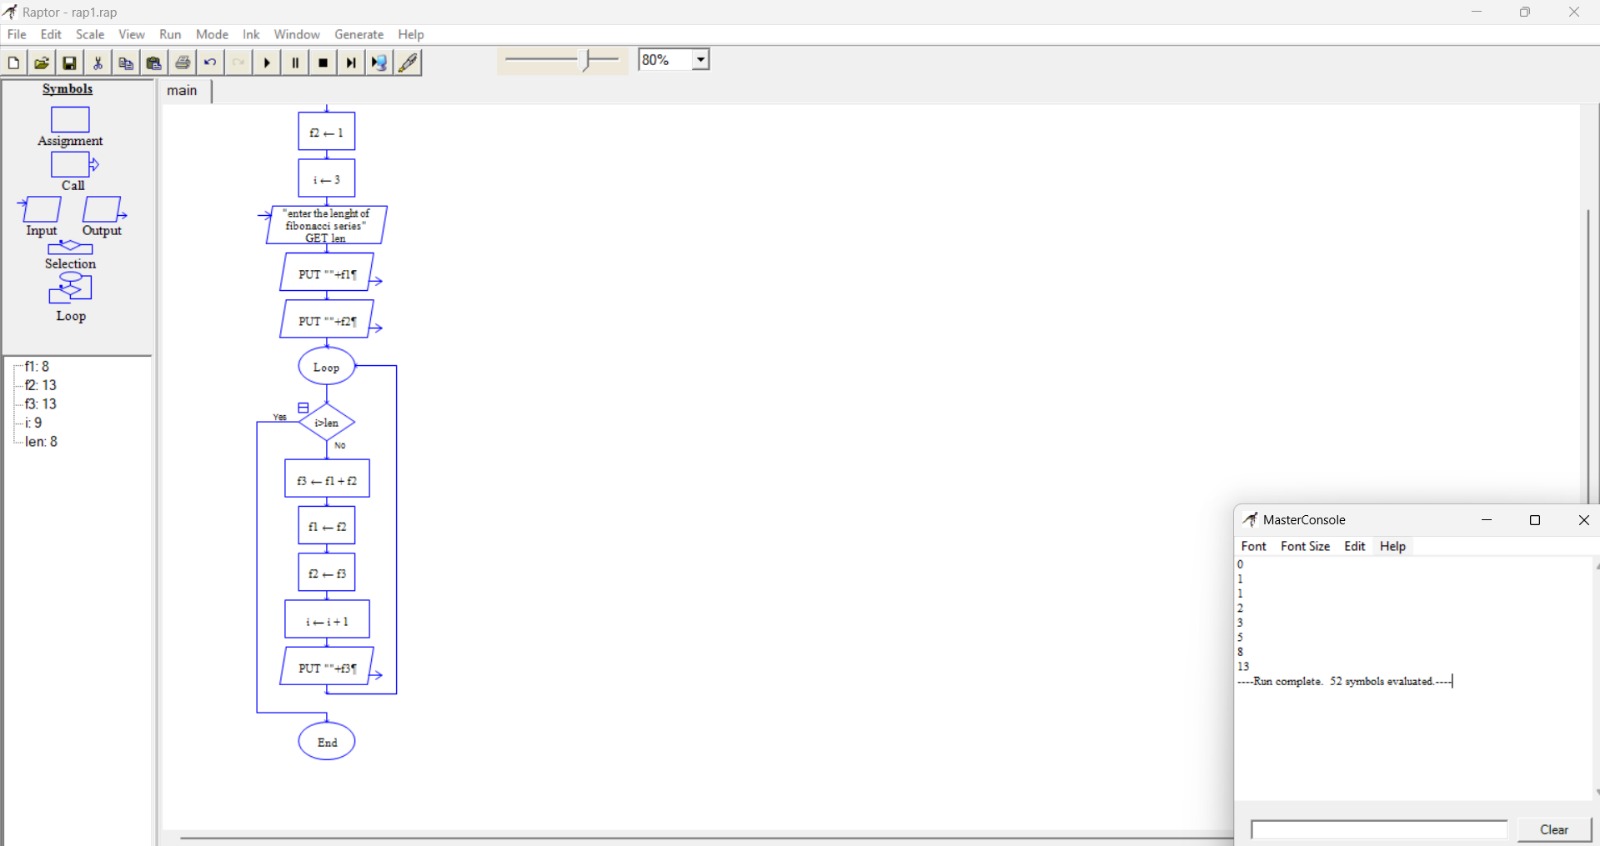 Raptor - rap1.rap
File Edit Scale View Run Mode Ink Window Generate Help
80%
Symbols
Assignment
Call
Input Output
Selection
Loop
f1: 8
f2: 13
f3: 13
i: 9
len: 8
main
f2 ← 1
i ← 3
"enter the lenght of
fibonacci series"
GET len
PUT ""+f1¶
PUT ""+f2¶
Loop
Yes
i>len
No
f3 ← f1 + f2
f1 ← f2
f2 ← f3
i ← i + 1
PUT ""+f3¶
End
MasterConsole
Font Font Size Edit Help
0
1
1
2
3
5
8
13
----Run complete. 52 symbols evaluated.----
Clear